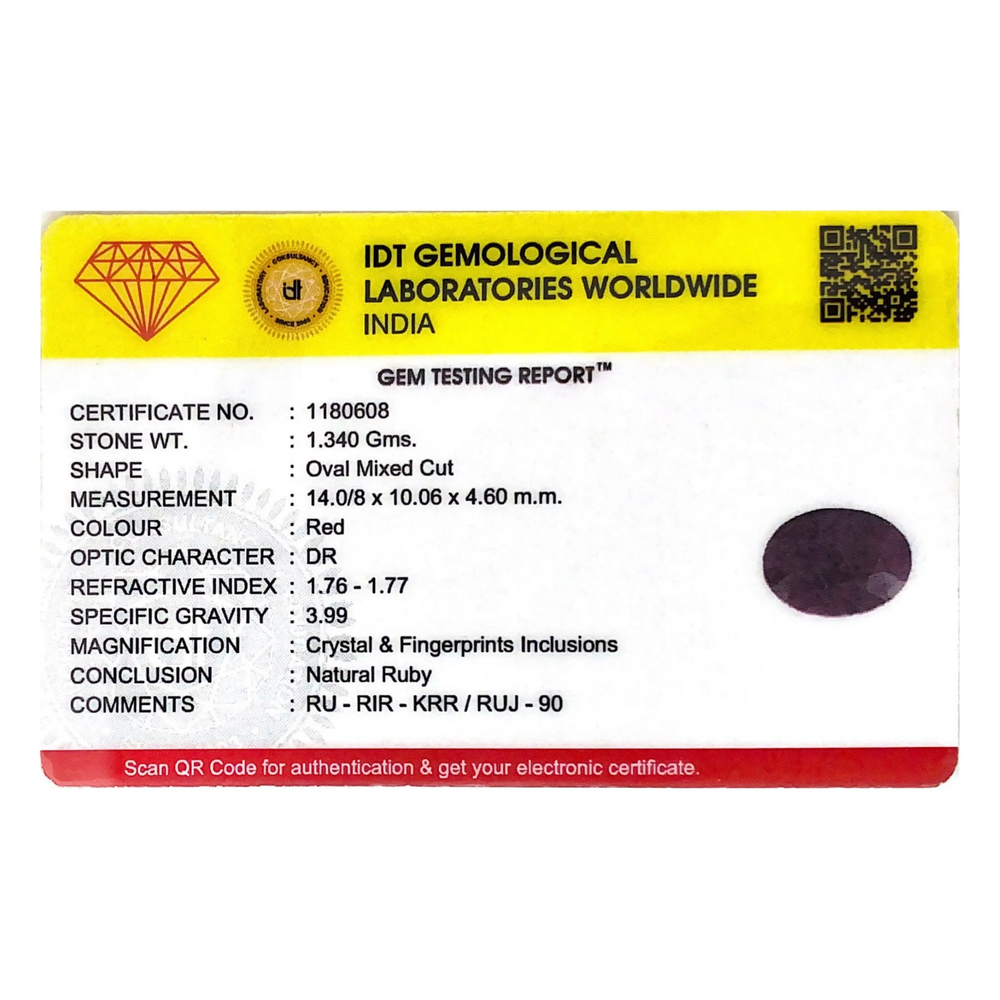 IDT GEMOLOGICAL
LABORATORIES WORLDWIDE
INDIA
CONSULTANCY
idt
SINCE
GEM TESTING REPORT™
CERTIFICATE NO. : 1180608
STONE WT. : 1.340 Gms.
SHAPE : Oval Mixed Cut
MEASUREMENT : 14.0/8 x 10.06 x 4.60 m.m.
COLOUR : Red
OPTIC CHARACTER : DR
REFRACTIVE INDEX : 1.76 - 1.77
SPECIFIC GRAVITY : 3.99
MAGNIFICATION : Crystal & Fingerprints Inclusions
CONCLUSION : Natural Ruby
COMMENTS : RU - RIR - KRR / RUJ - 90
Scan QR Code for authentication & get your electronic certificate.